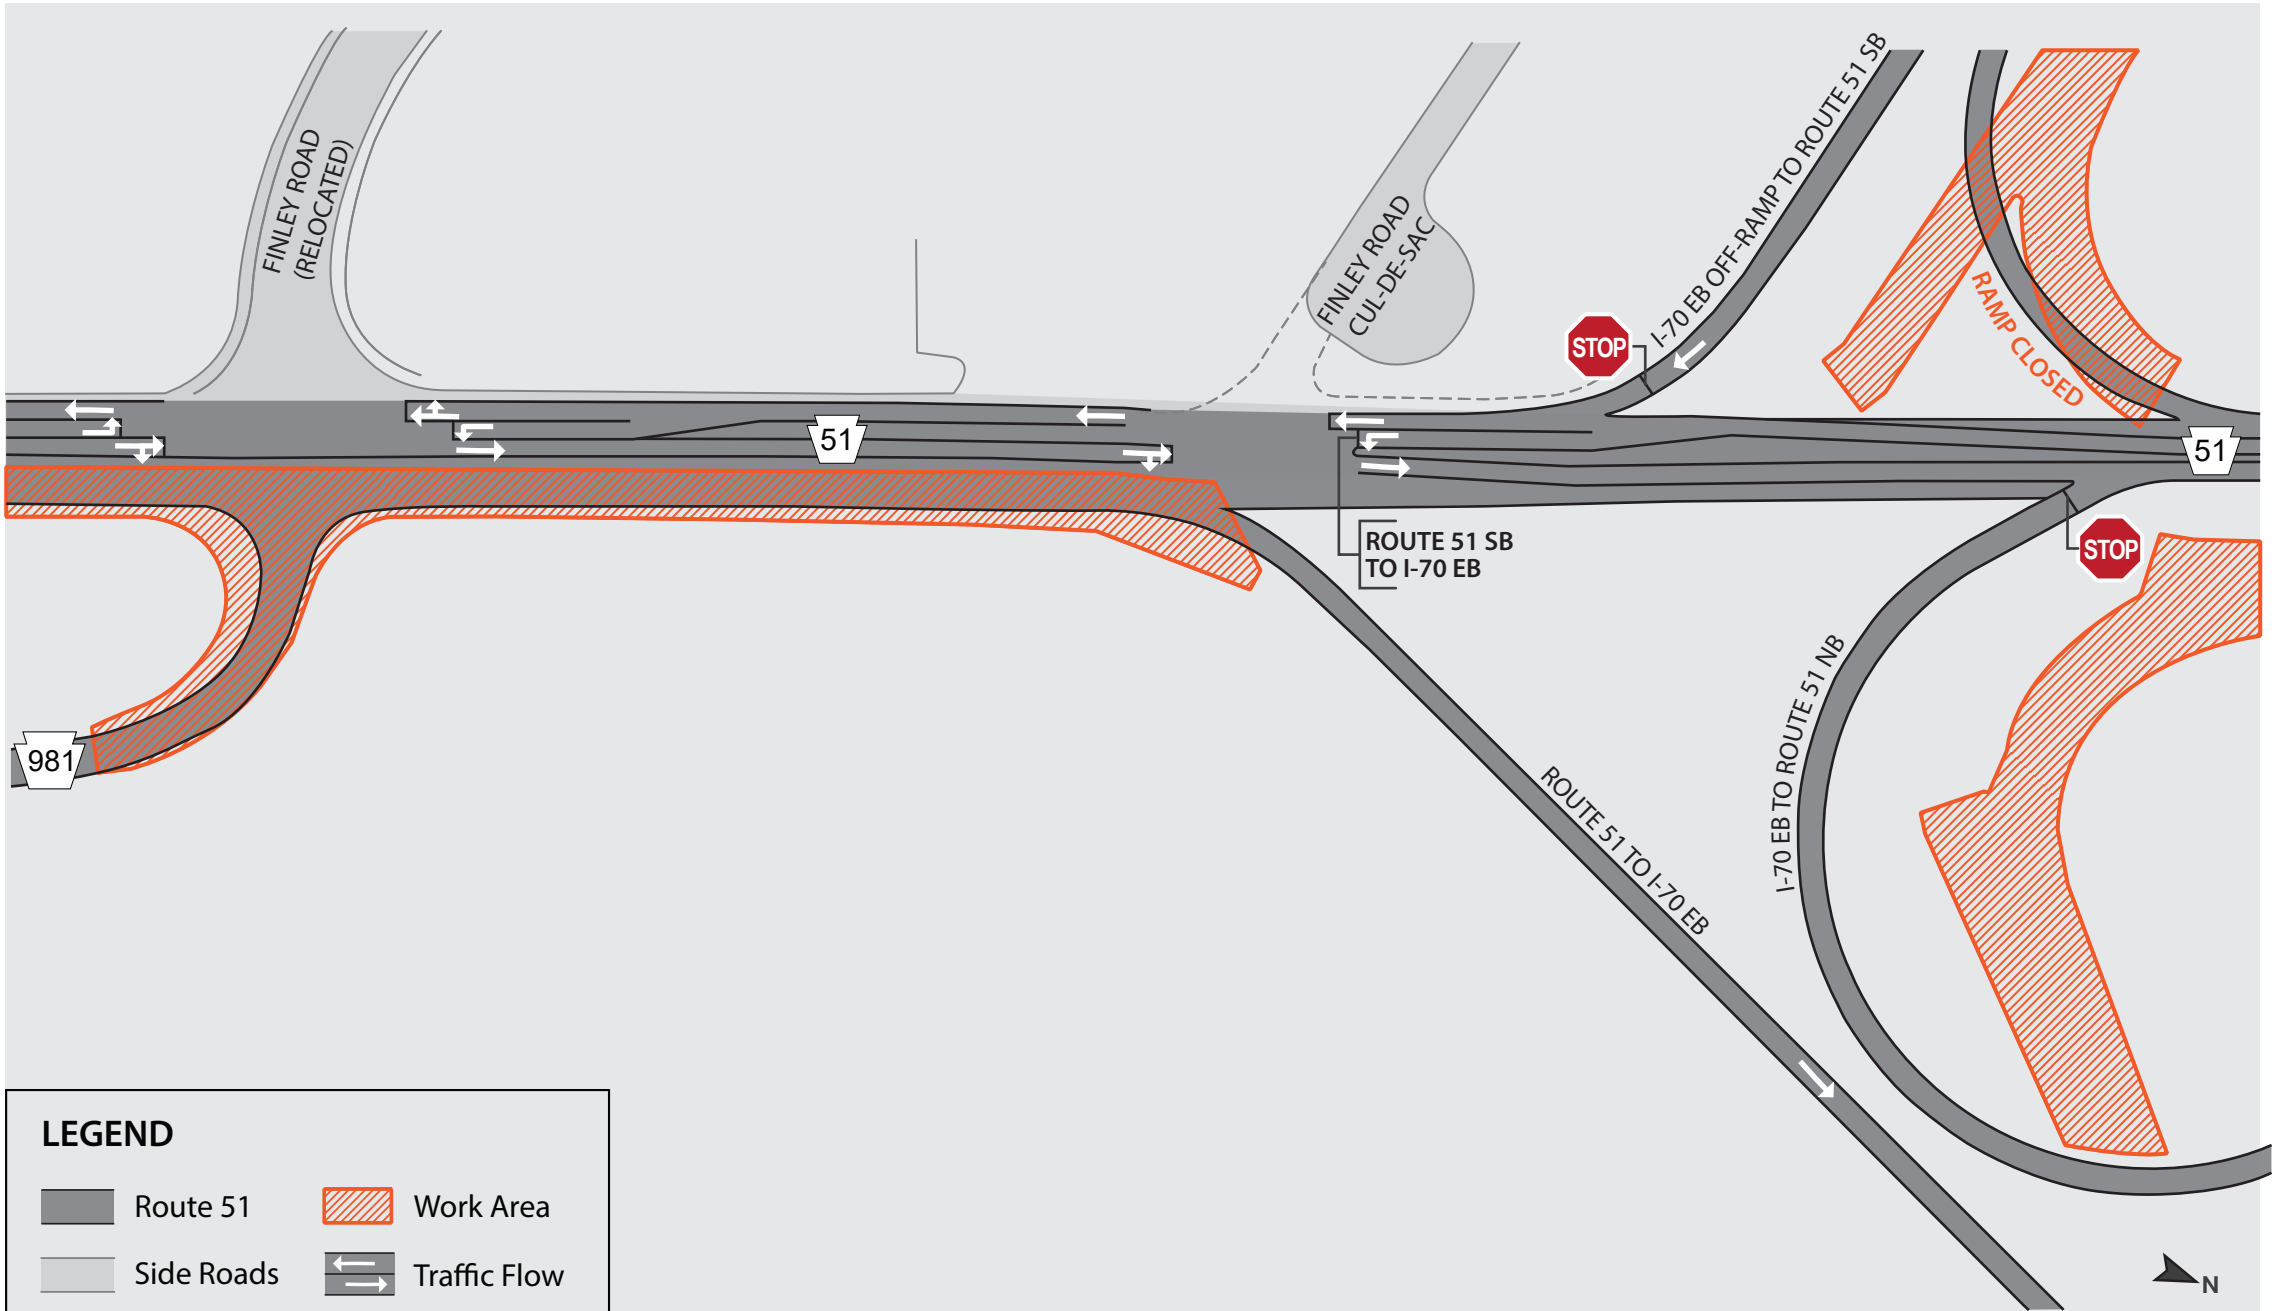 FINLEY ROAD
(RELOCATED)
FINLEY ROAD
CUL-DE-SAC
I-70 EB OFF-RAMP TO ROUTE 51 SB
STOP
RAMP CLOSED
51
51
ROUTE 51 SB
TO I-70 EB
STOP
I-70 EB TO ROUTE 51 NB
981
ROUTE 51 TO I-70 EB
LEGEND
Route 51
Work Area
Side Roads
Traffic Flow
N